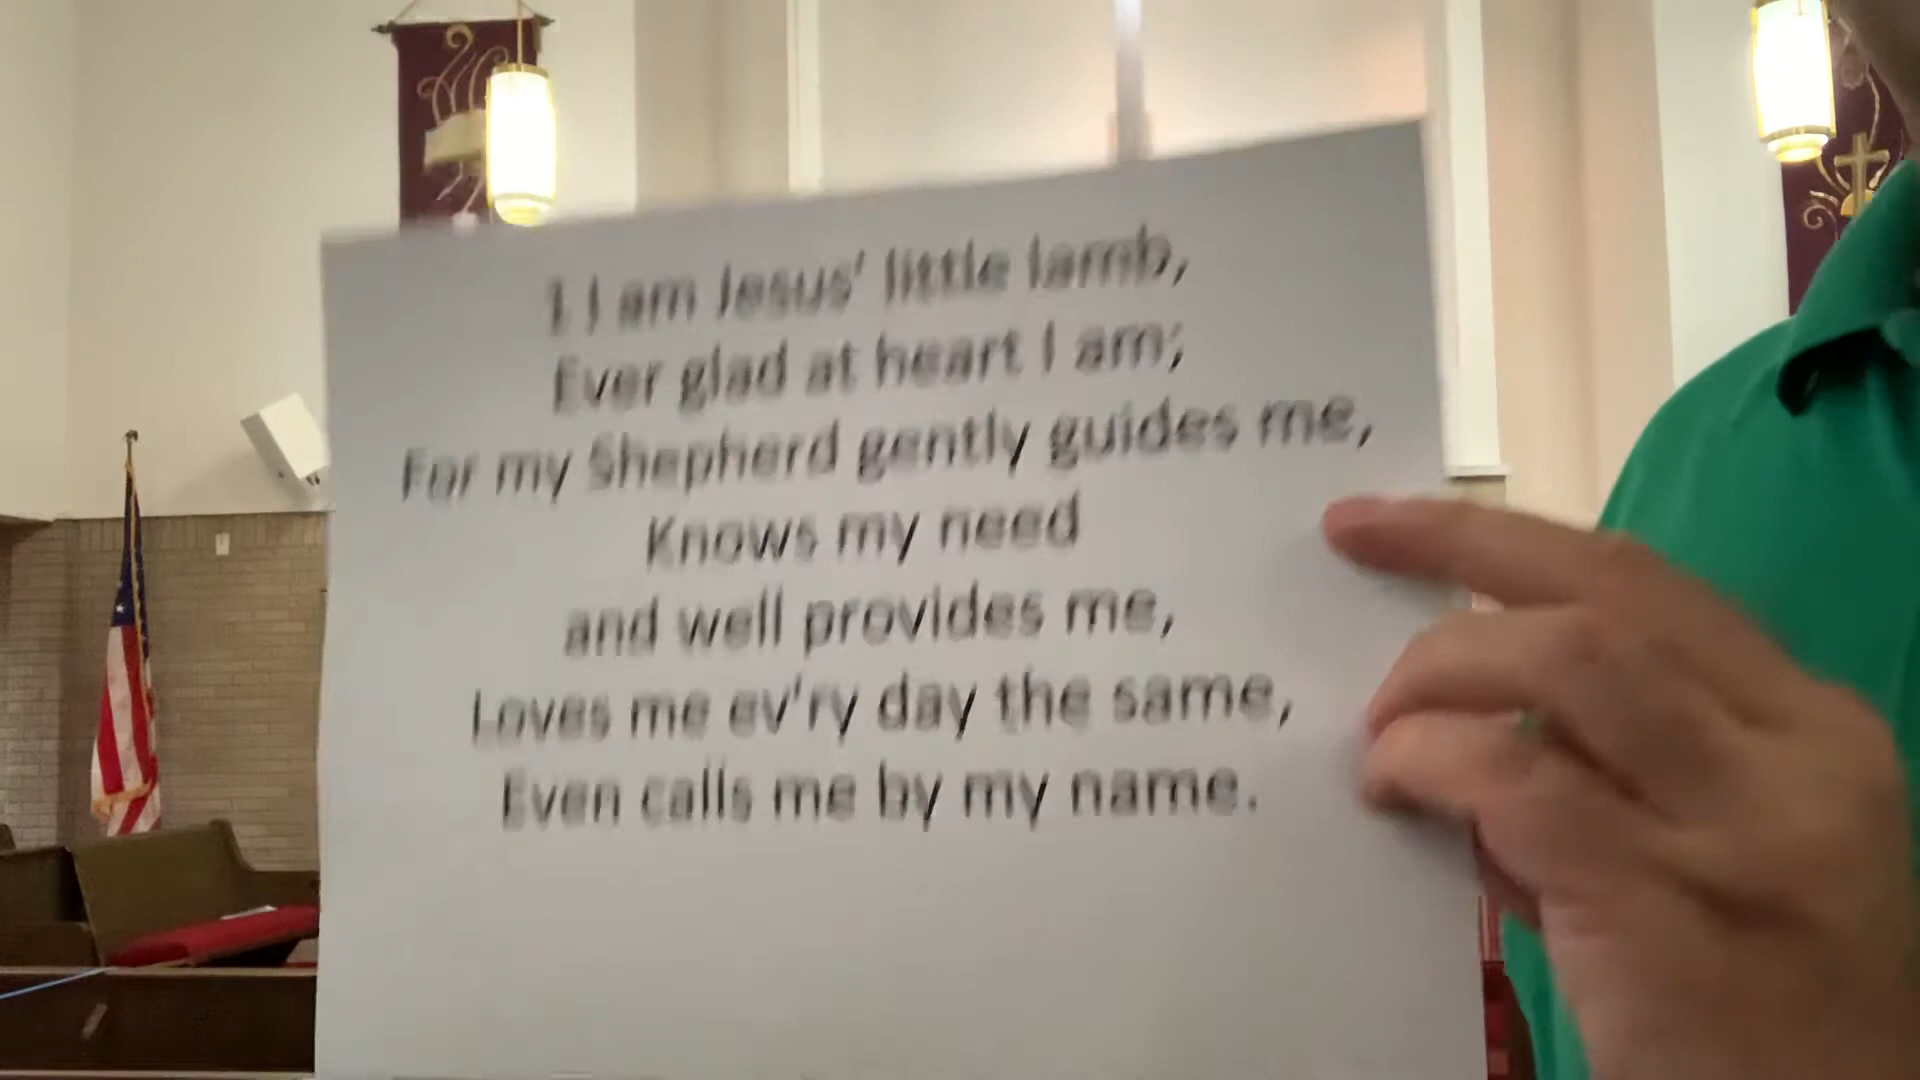 1 I am Jesus' little lamb,
Ever glad at heart I am;
For my Shepherd gently guides me,
Knows my need
and well provides me,
Loves me ev'ry day the same,
Even calls me by my name.